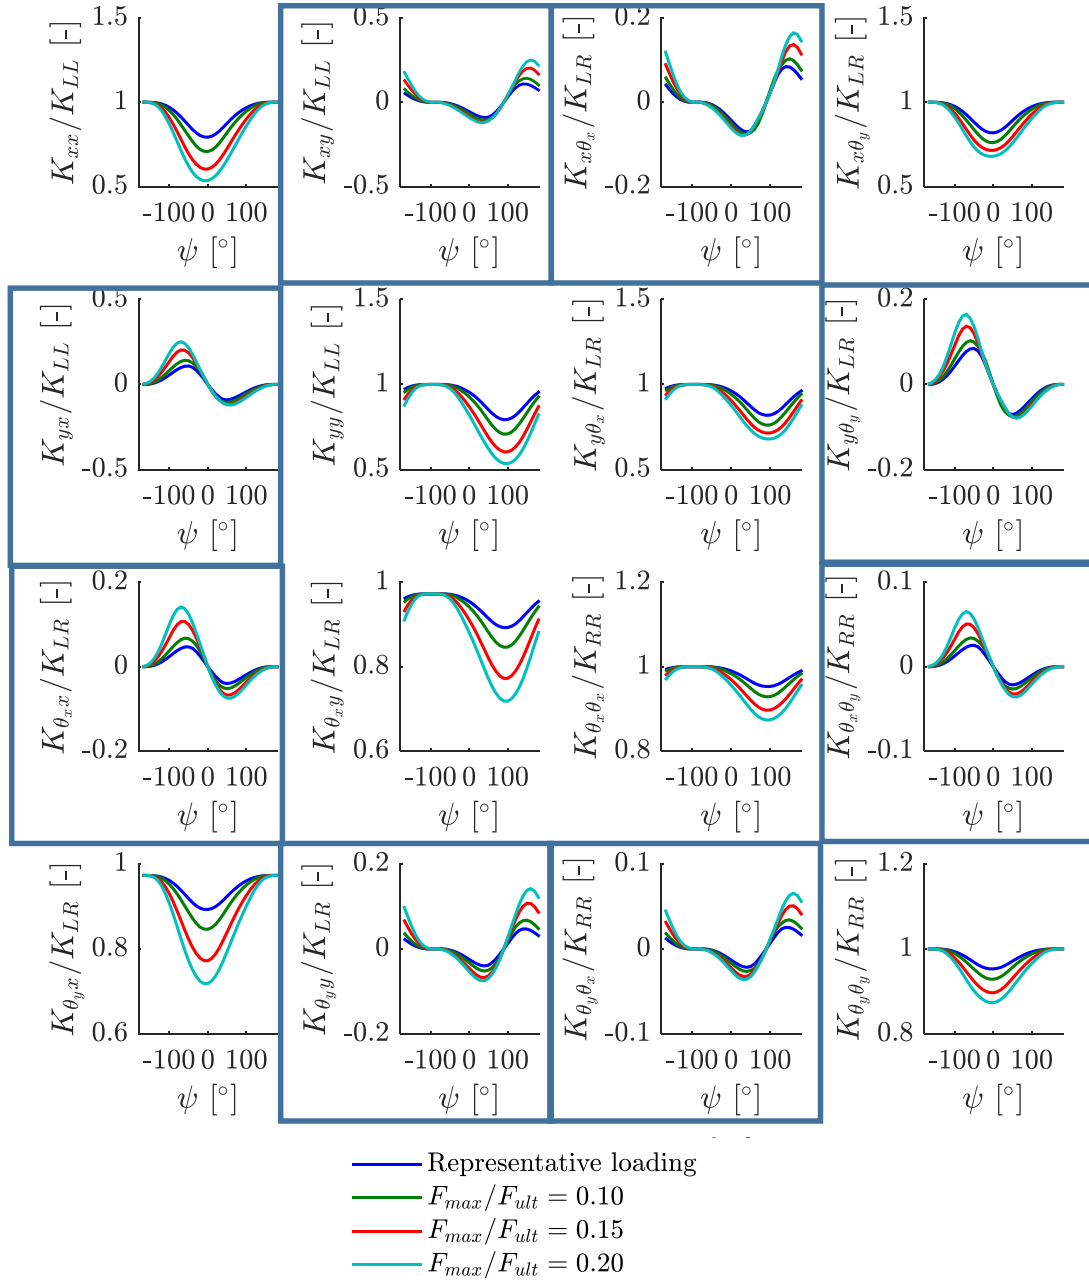 K_{xx}/K_{LL} [-]
1.5
1
0.5
-100 0 100
ψ [°]
K_{xy}/K_{LL} [-]
0.5
0
-0.5
-100 0 100
ψ [°]
K_{xθ_x}/K_{LR} [-]
0.2
0
-0.2
-100 0 100
ψ [°]
K_{xθ_y}/K_{LR} [-]
1.5
1
0.5
-100 0 100
ψ [°]
K_{yx}/K_{LL} [-]
0.5
0
-0.5
-100 0 100
ψ [°]
K_{yy}/K_{LL} [-]
1.5
1
0.5
-100 0 100
ψ [°]
K_{yθ_x}/K_{LR} [-]
1.5
1
0.5
-100 0 100
ψ [°]
K_{yθ_y}/K_{LR} [-]
0.2
0
-0.2
-100 0 100
ψ [°]
K_{θ_x x}/K_{LR} [-]
0.2
0
-0.2
-100 0 100
ψ [°]
K_{θ_x y}/K_{LR} [-]
1
0.8
0.6
-100 0 100
ψ [°]
K_{θ_xθ_x}/K_{RR} [-]
1.2
1
0.8
-100 0 100
ψ [°]
K_{θ_xθ_y}/K_{RR} [-]
0.1
0
-0.1
-100 0 100
ψ [°]
K_{θ_y x}/K_{LR} [-]
1
0.8
0.6
-100 0 100
ψ [°]
K_{θ_y y}/K_{LR} [-]
0.2
0
-0.2
-100 0 100
ψ [°]
K_{θ_yθ_x}/K_{RR} [-]
0.1
0
-0.1
-100 0 100
ψ [°]
K_{θ_yθ_y}/K_{RR} [-]
1.2
1
0.8
-100 0 100
ψ [°]
Representative loading
F_{max}/F_{ult} = 0.10
F_{max}/F_{ult} = 0.15
F_{max}/F_{ult} = 0.20